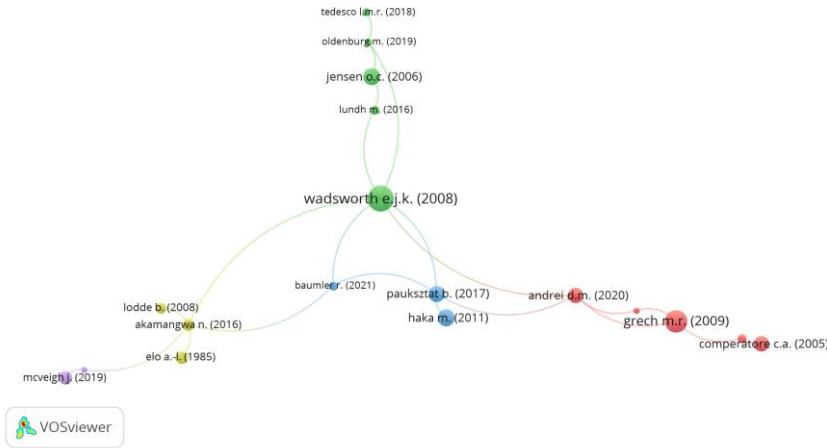 tedesco l.m.r. (2018)
oldenburg m. (2019)
jensen o.c. (2006)
lundh m. (2016)
wadsworth e.j.k. (2008)
baumler r. (2021)
pauksztat b. (2017)
andrei d.m. (2020)
lodde b. (2008)
haka m. (2011)
grech m.r. (2009)
akamangwa n. (2016)
comperatore c.a. (2005)
elo a.-l. (1985)
mcveigh j. (2019)
VOSviewer